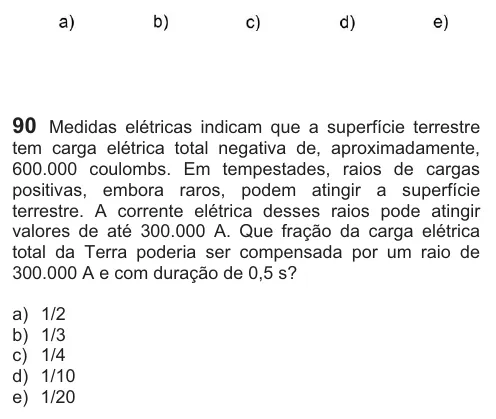 a) b) c) d) e)
90 Medidas elétricas indicam que a superfície terrestre
tem carga elétrica total negativa de, aproximadamente,
600.000 coulombs. Em tempestades, raios de cargas
positivas, embora raros, podem atingir a superfície
terrestre. A corrente elétrica desses raios pode atingir
valores de até 300.000 A. Que fração da carga elétrica
total da Terra poderia ser compensada por um raio de
300.000 A e com duração de 0,5 s?
a) 1/2
b) 1/3
c) 1/4
d) 1/10
e) 1/20